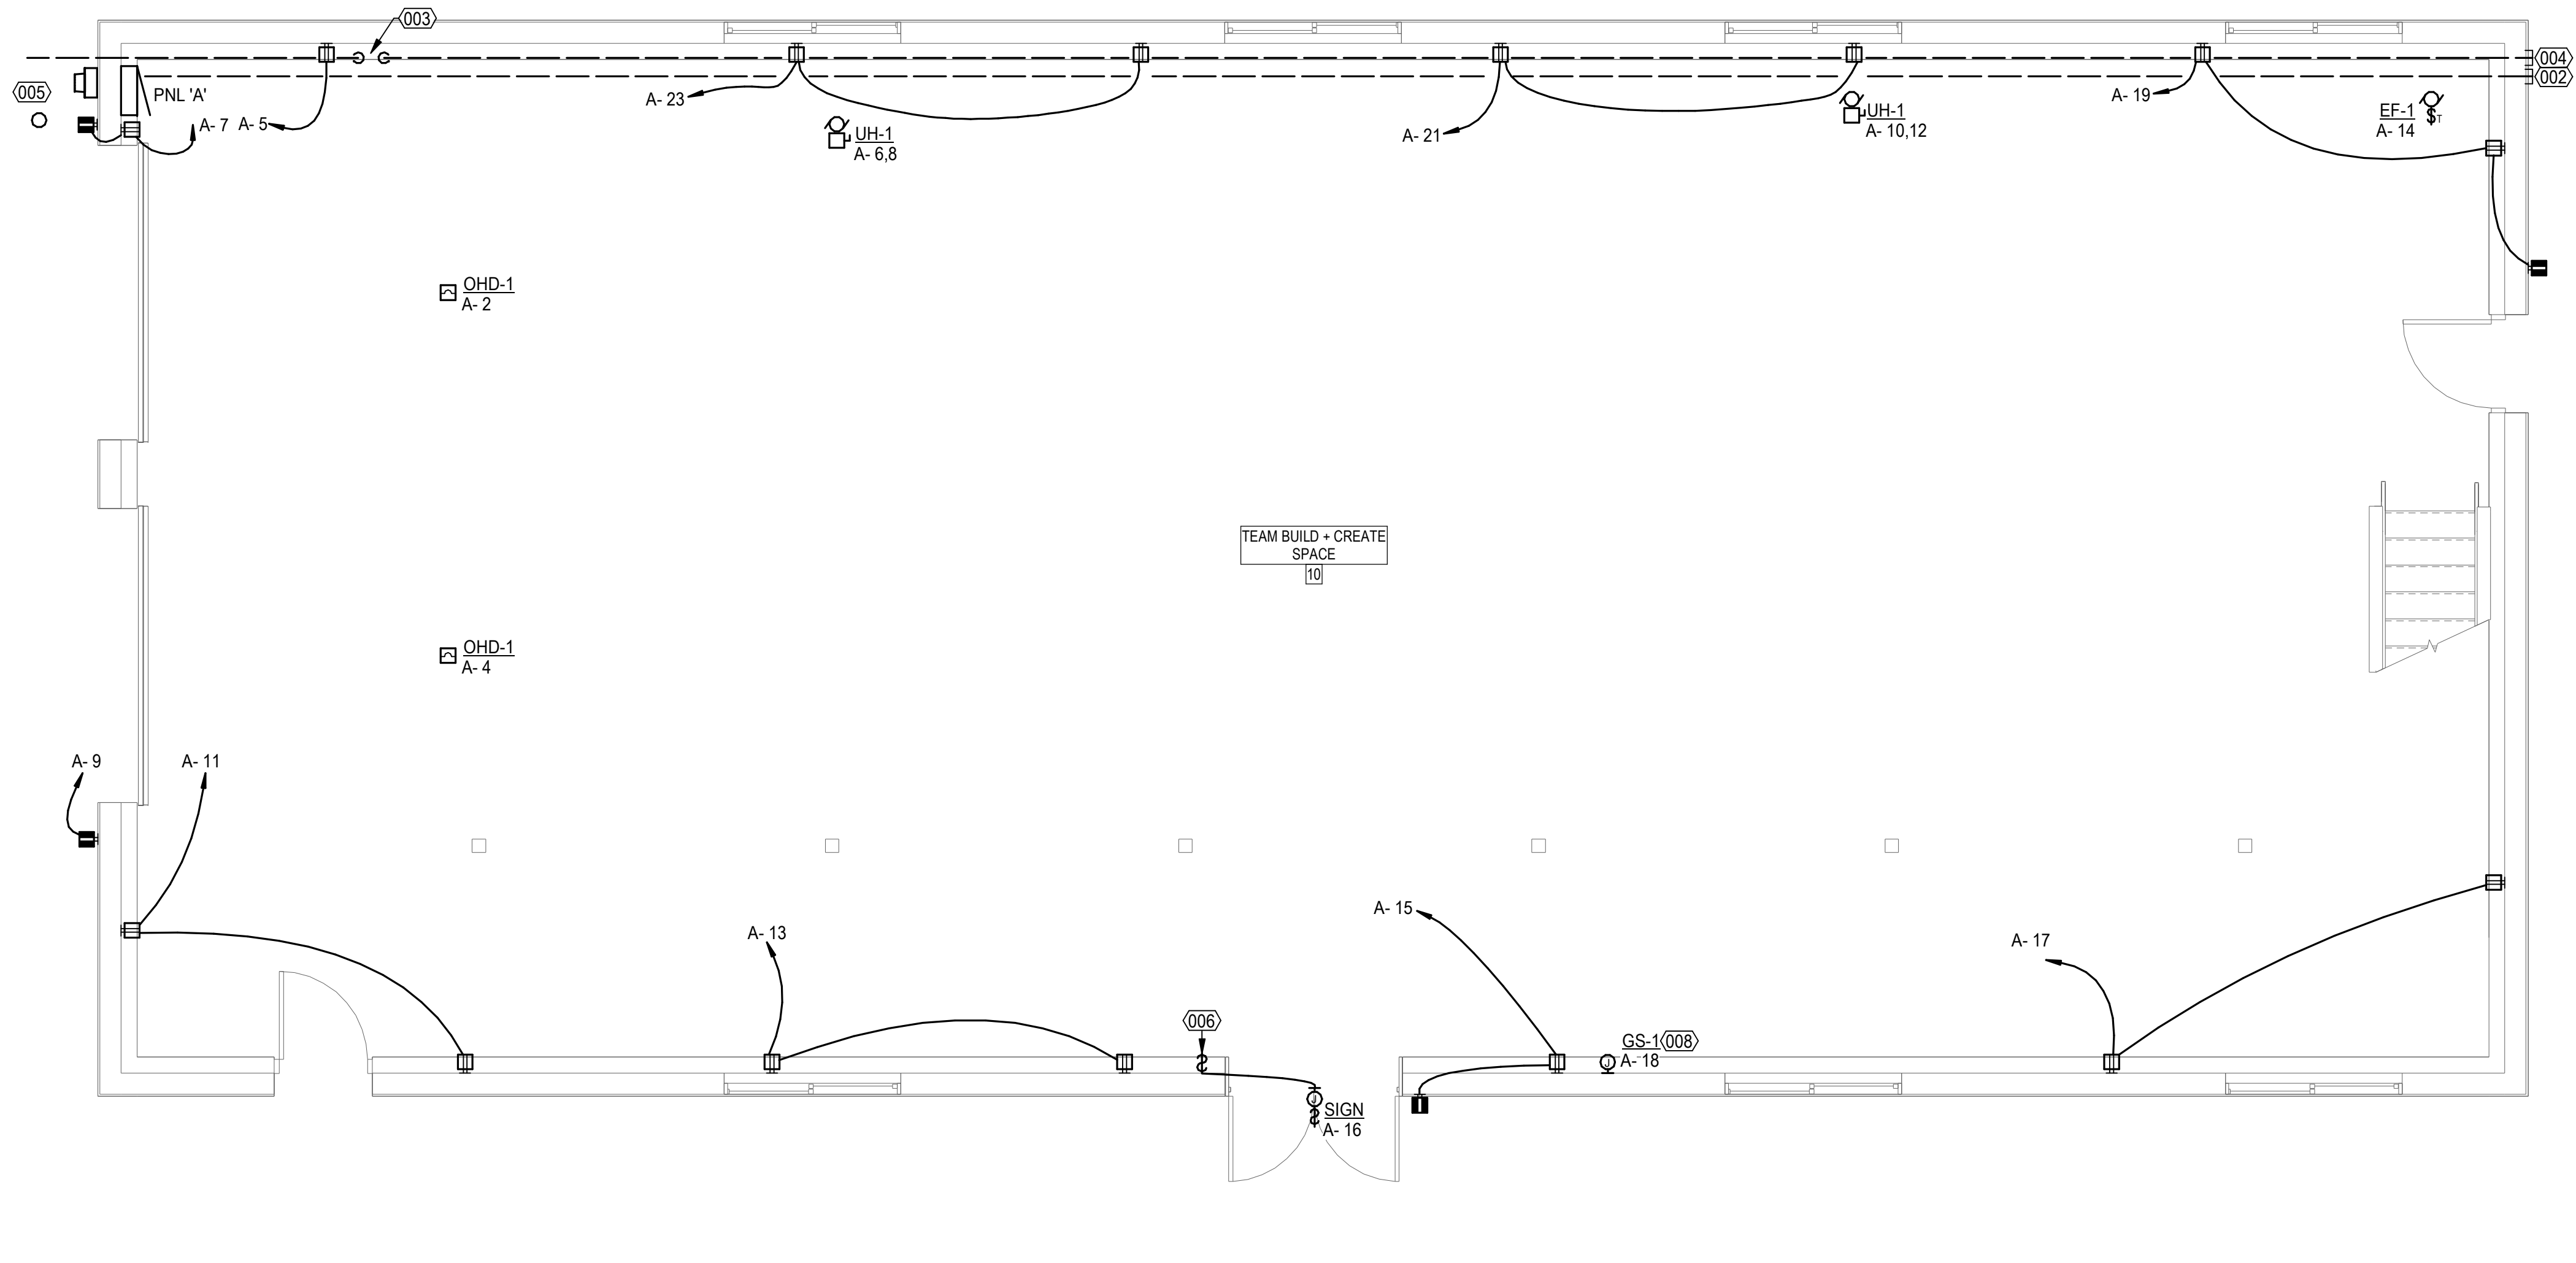 003
004
002
005
PNL 'A'
A- 7
A- 5
A- 23
UH-1
A- 6,8
A- 21
UH-1
A- 10,12
A- 19
EF-1
A- 14
$T
OHD-1
A- 2
TEAM BUILD + CREATE
SPACE
10
OHD-1
A- 4
A- 9
A- 11
A- 13
A- 15
A- 17
006
GS-1
008
J
A- 18
J
SIGN
A- 16